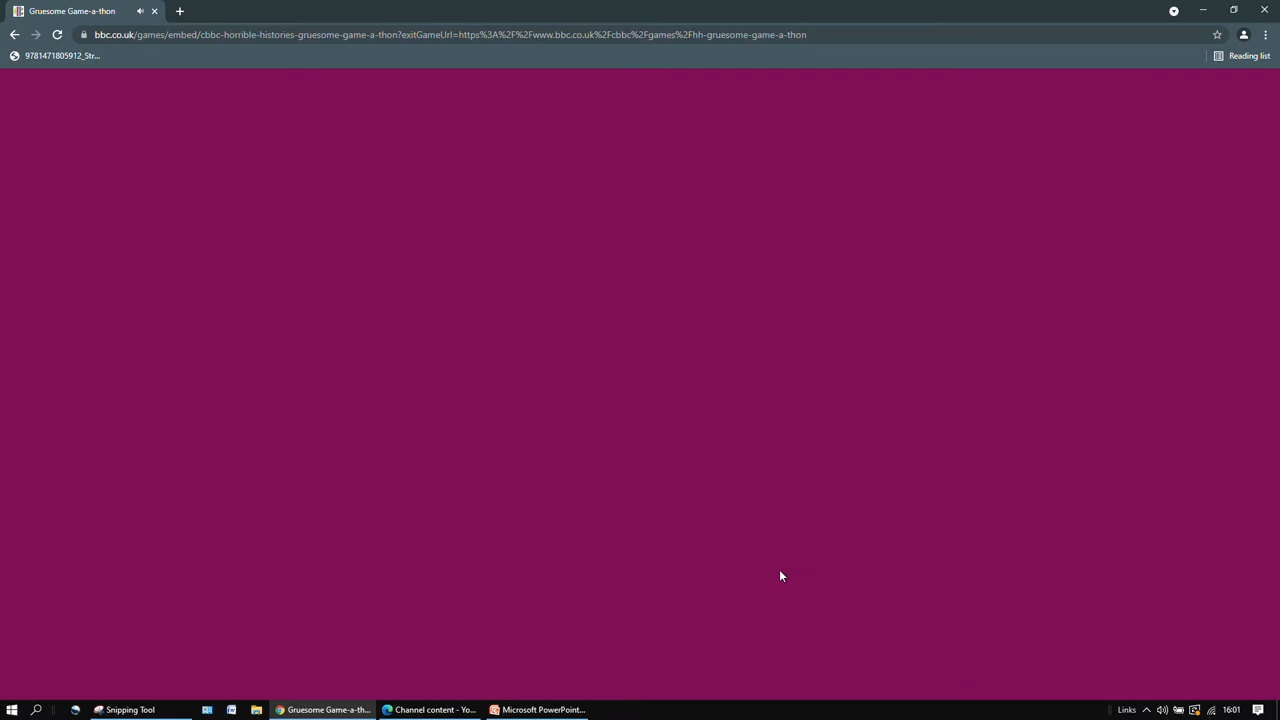 Gruesome Game-a-thon
bbc.co.uk/games/embed/cbbc-horrible-histories-gruesome-game-a-thon?exitGameUrl=https%3A%2F%2Fwww.bbc.co.uk%2Fcbbc%2Fgames%2Fhh-gruesome-game-a-thon
9781471805912_Str...
Reading list
Snipping Tool
Gruesome Game-a-th...
Channel content - Yo...
Microsoft PowerPoint...
Links
16:01